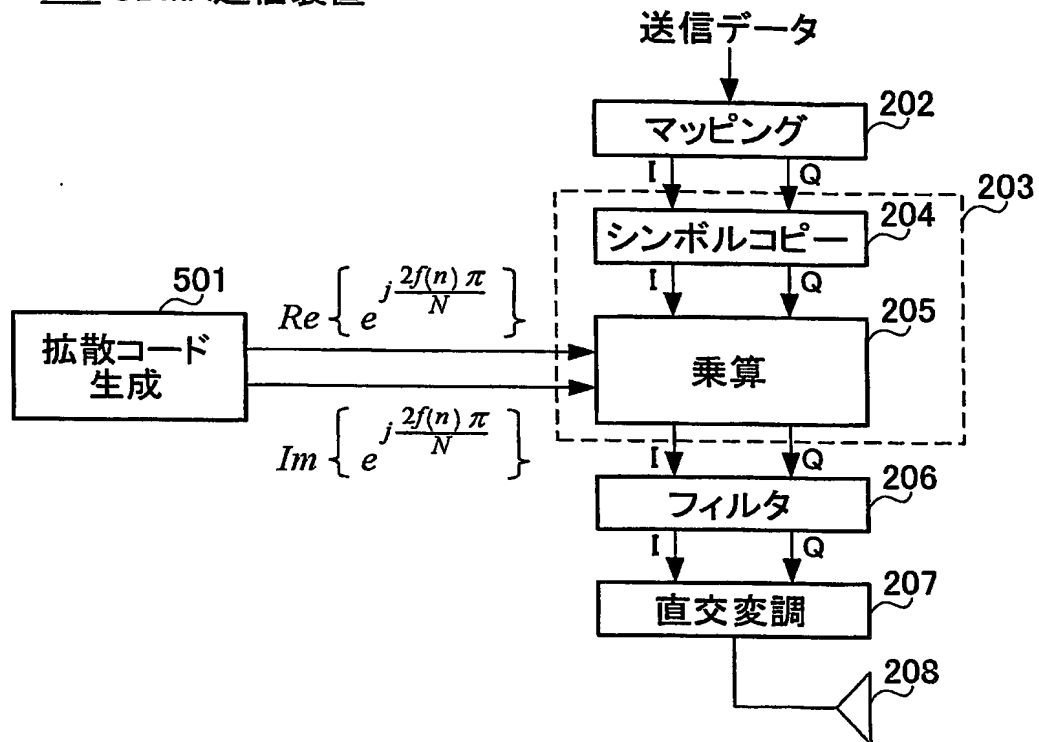 送信データ
マッピング
202
I
Q
203
シンボルコピー
204
I
Q
501
拡散コード
生成
Re { e^{j 2f(n) π / N} }
Im { e^{j 2f(n) π / N} }
乗算
205
I
Q
フィルタ
206
I
Q
直交変調
207
208